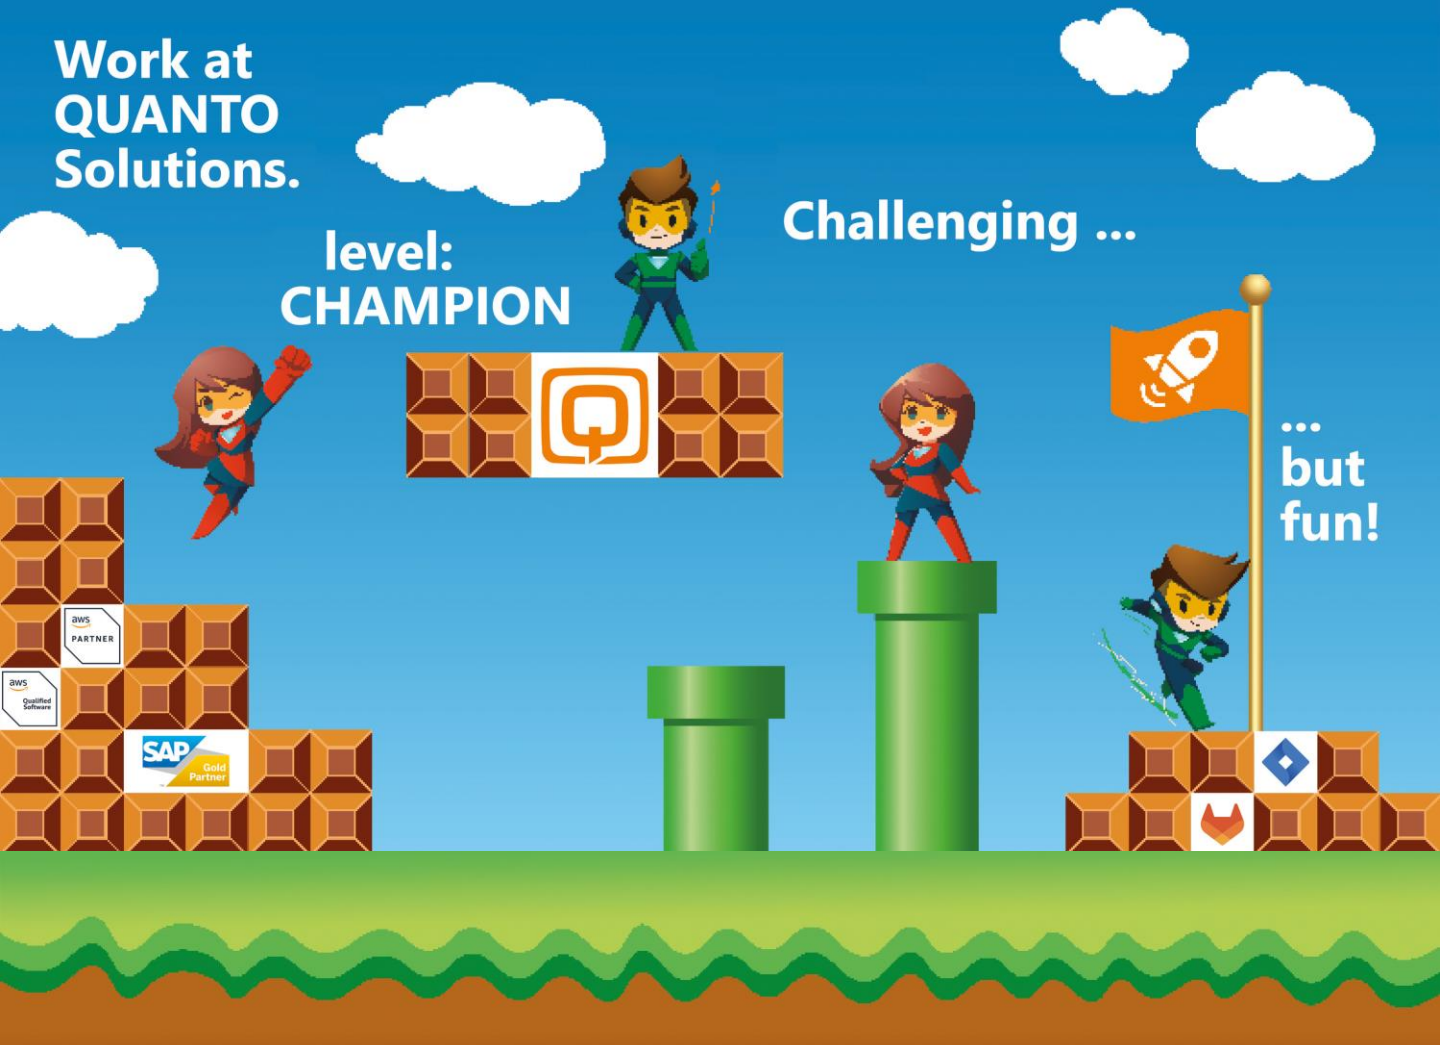 Work at
QUANTO
Solutions.
level:
CHAMPION
Challenging ...
...
but
fun!
Q
aws
PARTNER
aws
Qualified
Software
SAP
Gold
Partner